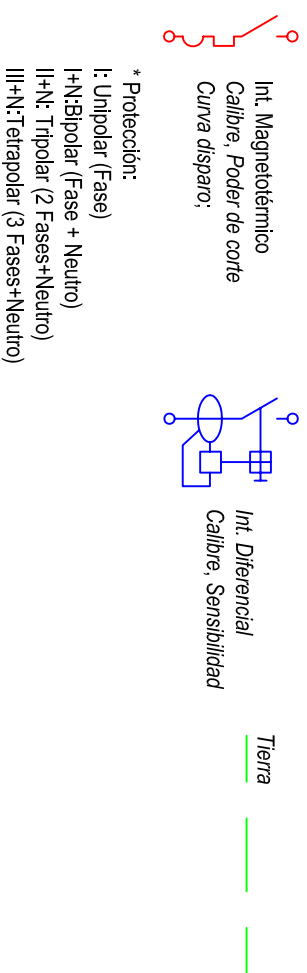 Int. Magnetotérmico
Calibre, Poder de corte
Curva disparo;
* Protección:
I: Unipolar (Fase)
I+N:Bipolar (Fase + Neutro)
II+N: Tripolar (2 Fases+Neutro)
III+N:Tetrapolar (3 Fases+Neutro)
Int. Diferencial
Calibre, Sensibilidad
Tierra